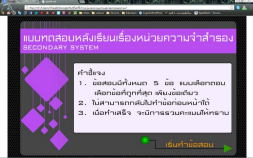 แบบทดสอบหลังเรียนเรื่องหน่วยความจำสำรอง
SECONDARY SYSTEM
คำชี้แจง
1. ข้อสอบมีทั้งหมด 5 ข้อ แบบเลือกตอบ
เลือกข้อที่ถูกที่สุด เพียงข้อเดียว
2. ไม่สามารถกลับไปทำข้อก่อนหน้าได้
3. เมื่อทำเสร็จ จะมีการรวมคะแนนให้ทราบ
เริ่มทำข้อสอบ